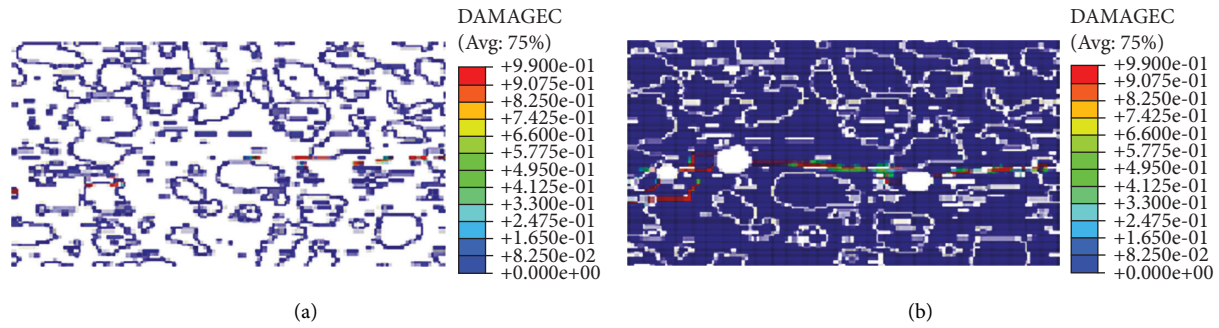 DAMAGEC
(Avg: 75%)
+9.900e-01
+9.075e-01
+8.250e-01
+7.425e-01
+6.600e-01
+5.775e-01
+4.950e-01
+4.125e-01
+3.300e-01
+2.475e-01
+1.650e-01
+8.250e-02
+0.000e+00
(a)
DAMAGEC
(Avg: 75%)
+9.900e-01
+9.075e-01
+8.250e-01
+7.425e-01
+6.600e-01
+5.775e-01
+4.950e-01
+4.125e-01
+3.300e-01
+2.475e-01
+1.650e-01
+8.250e-02
+0.000e+00
(b)